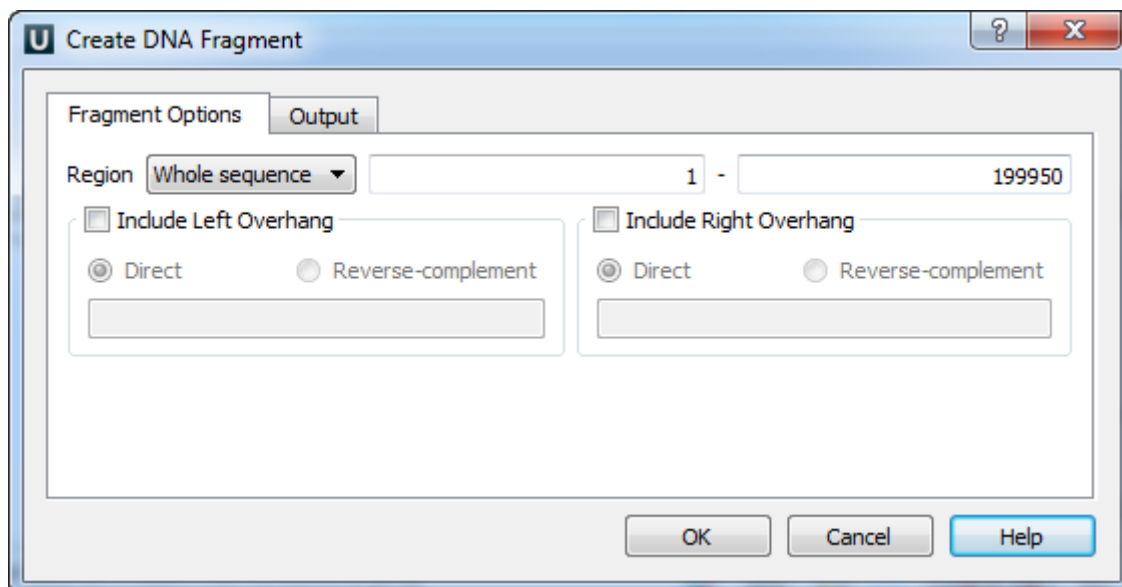 U Create DNA Fragment ?
Fragment Options Output
Region Whole sequence 1 - 199950
Include Left Overhang Include Right Overhang
Direct Reverse-complement Direct Reverse-complement
OK Cancel Help